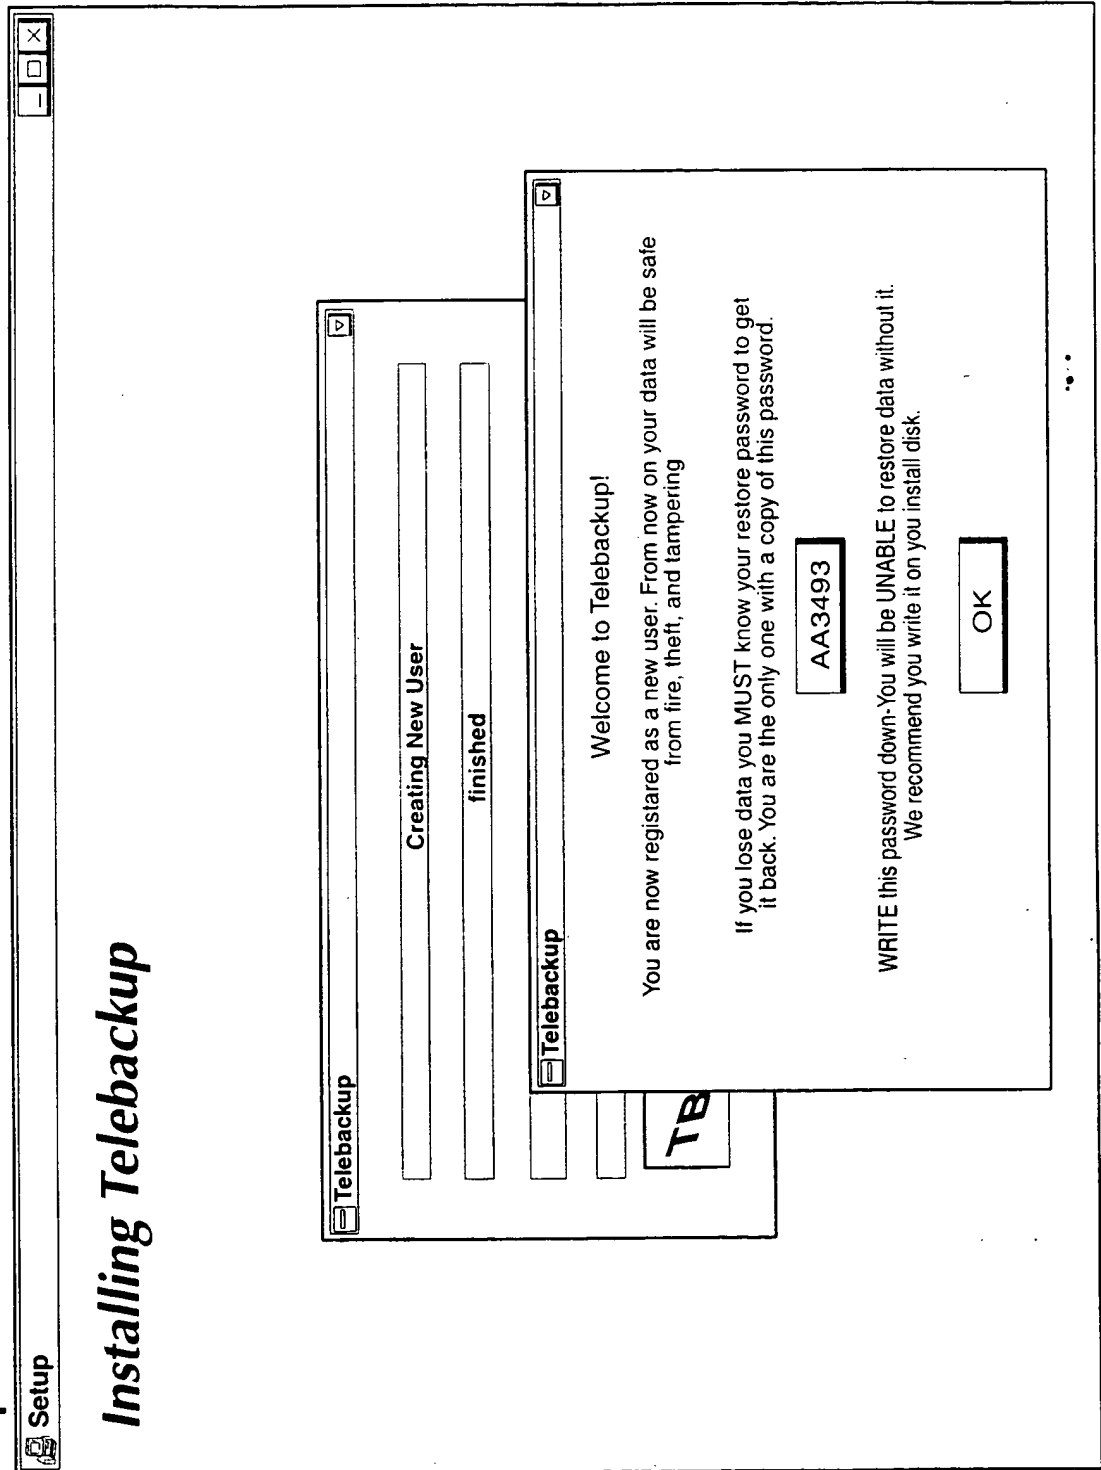 Setup
Installing Telebackup
Telebackup
Creating New User
finished
TB
Telebackup
Welcome to Telebackup!
You are now registared as a new user. From now on your data will be safe
from fire, theft, and tampering
If you lose data you MUST know your restore password to get
it back. You are the only one with a copy of this password.
AA3493
WRITE this password down-You will be UNABLE to restore data without it.
We recommend you write it on you install disk.
OK